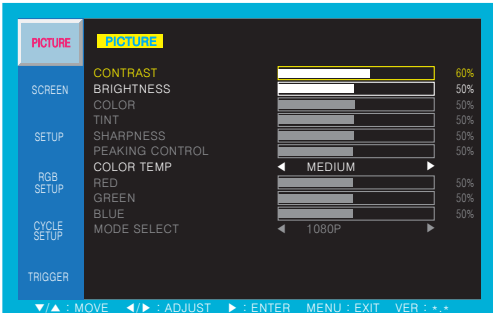 PICTURE
SCREEN
SETUP
RGB
SETUP
CYCLE
SETUP
TRIGGER
PICTURE
CONTRAST 60%
BRIGHTNESS 50%
COLOR 50%
TINT 50%
SHARPNESS 50%
PEAKING CONTROL 50%
COLOR TEMP ◀ MEDIUM ▶
RED 50%
GREEN 50%
BLUE 50%
MODE SELECT ◀ 1080P ▶
▼/▲ : MOVE ◀/▶ : ADJUST ▶ : ENTER MENU : EXIT VER : *.*